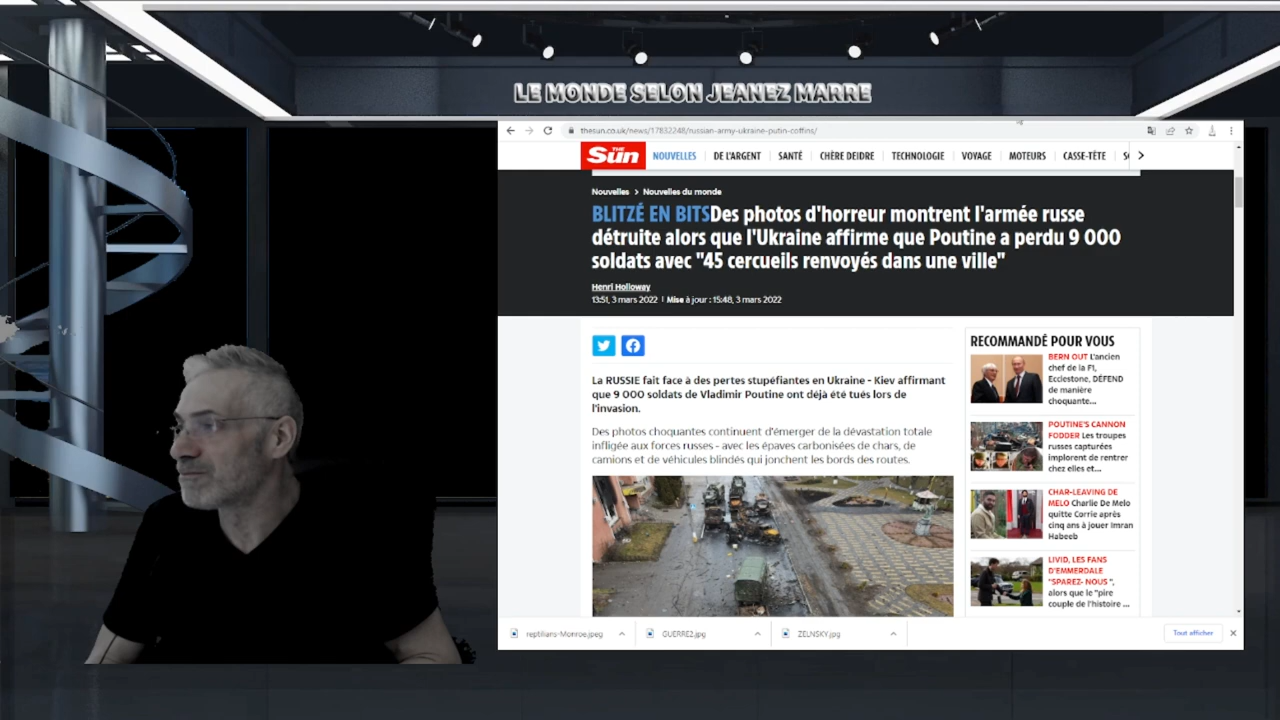 LE MONDE SELON JEANEZ MARRE
thesun.co.uk/news/17832248/russian-army-ukraine-putin-coffins/
THE Sun
NOUVELLES DE L'ARGENT SANTÉ CHÈRE DEIDRE TECHNOLOGIE VOYAGE MOTEURS CASSE-TÊTE
Nouvelles > Nouvelles du monde
BLITZÉ EN BITSDes photos d'horreur montrent l'armée russe
détruite alors que l'Ukraine affirme que Poutine a perdu 9 000
soldats avec "45 cercueils renvoyés dans une ville"
Henri Holloway
13:51, 3 mars 2022 | Mise à jour : 15:48, 3 mars 2022
La RUSSIE fait face à des pertes stupéfiantes en Ukraine - Kiev affirmant
que 9 000 soldats de Vladimir Poutine ont déjà été tués lors de
l'invasion.
Des photos choquantes continuent d'émerger de la dévastation totale
infligée aux forces russes - avec les épaves carbonisées de chars, de
camions et de véhicules blindés qui jonchent les bords des routes.
RECOMMANDÉ POUR VOUS
BERN OUT L'ancien
chef de la F1,
Ecclestone, DÉFEND
de manière
choquante...
POUTINE'S CANNON
FODDER Les troupes
russes capturées
implorent de rentrer
chez elles et...
CHAR-LEAVING DE
MELO Charlie De Melo
quitte Corrie après
cinq ans à jouer Imran
Habeeb
LIVID, LES FANS
D'EMMERDALE
"SPAREZ- NOUS ",
alors que le "pire
couple de l'histoire ...
reptilians-Monroe.jpeg
GUERRE2.jpg
ZELNSKY.jpg
Tout afficher